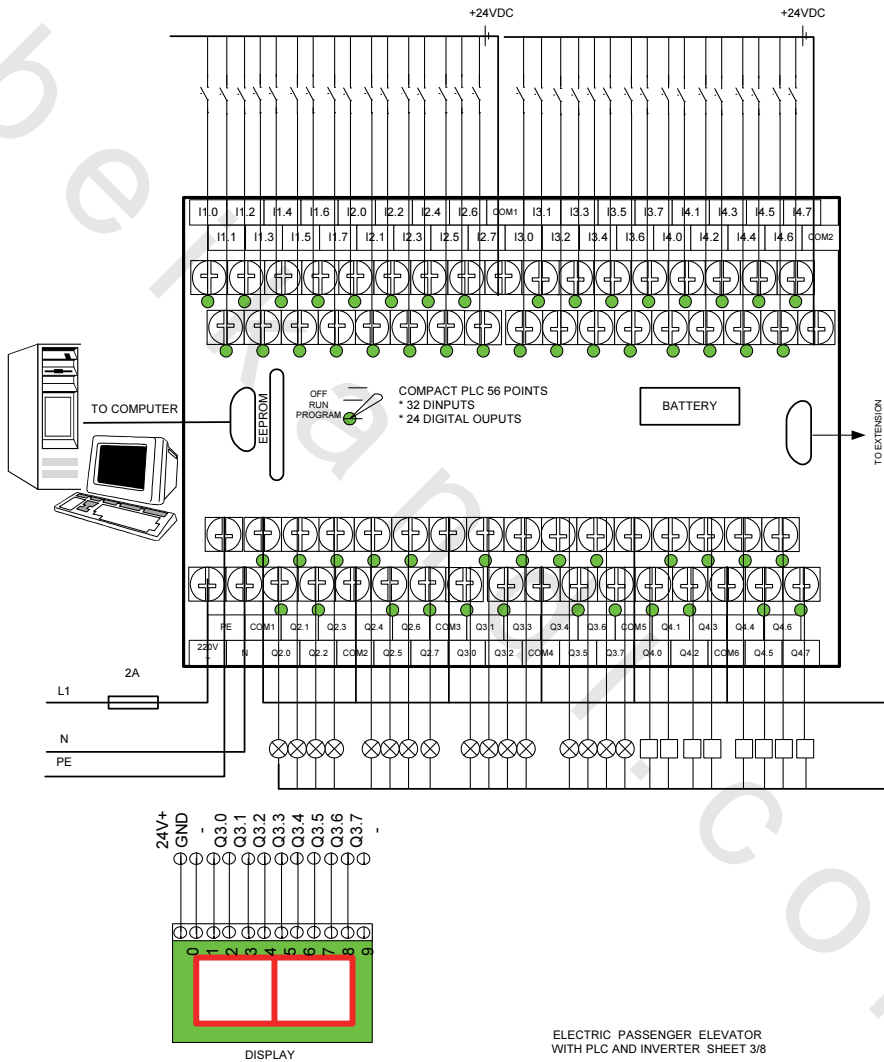 +24VDC +24VDC
I1.0 I1.2 I1.4 I1.6 I2.0 I2.2 I2.4 I2.6 COM1 I3.1 I3.3 I3.5 I3.7 I4.1 I4.3 I4.5 I4.7
I1.1 I1.3 I1.5 I1.7 I2.1 I2.3 I2.5 I2.7 I3.0 I3.2 I3.4 I3.6 I4.0 I4.2 I4.4 I4.6 COM2
TO COMPUTER
EEPROM
OFF
RUN
PROGRAM
COMPACT PLC 56 POINTS
* 32 DINPUTS
* 24 DIGITAL OUPUTS
BATTERY
TO EXTENSION
PE COM1 Q2.1 Q2.3 Q2.4 Q2.6 COM3 Q3.1 Q3.3 Q3.4 Q3.6 COM5 Q4.1 Q4.3 Q4.4 Q4.6
220V ~ N Q2.0 Q2.2 COM2 Q2.5 Q2.7 Q3.0 Q3.2 COM4 Q3.5 Q3.7 Q4.0 Q4.2 COM6 Q4.5 Q4.7
2A
L1
N
PE
24V+ GND - Q3.0 Q3.1 Q3.2 Q3.3 Q3.4 Q3.5 Q3.6 Q3.7 -
0 1 2 3 4 5 6 7 8 9
DISPLAY
ELECTRIC PASSENGER ELEVATOR
WITH PLC AND INVERTER SHEET 3/8
beikanol.com